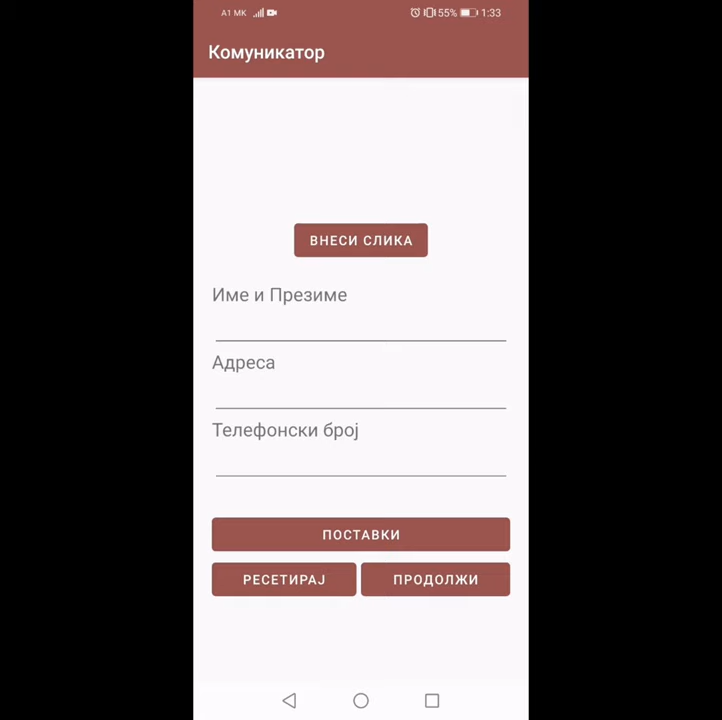 A1 MK 55% 1:33
Комуникатор
ВНЕСИ СЛИКА
Име и Презиме
Адреса
Телефонски број
ПОСТАВКИ
РЕСЕТИРАЈ ПРОДОЛЖИ